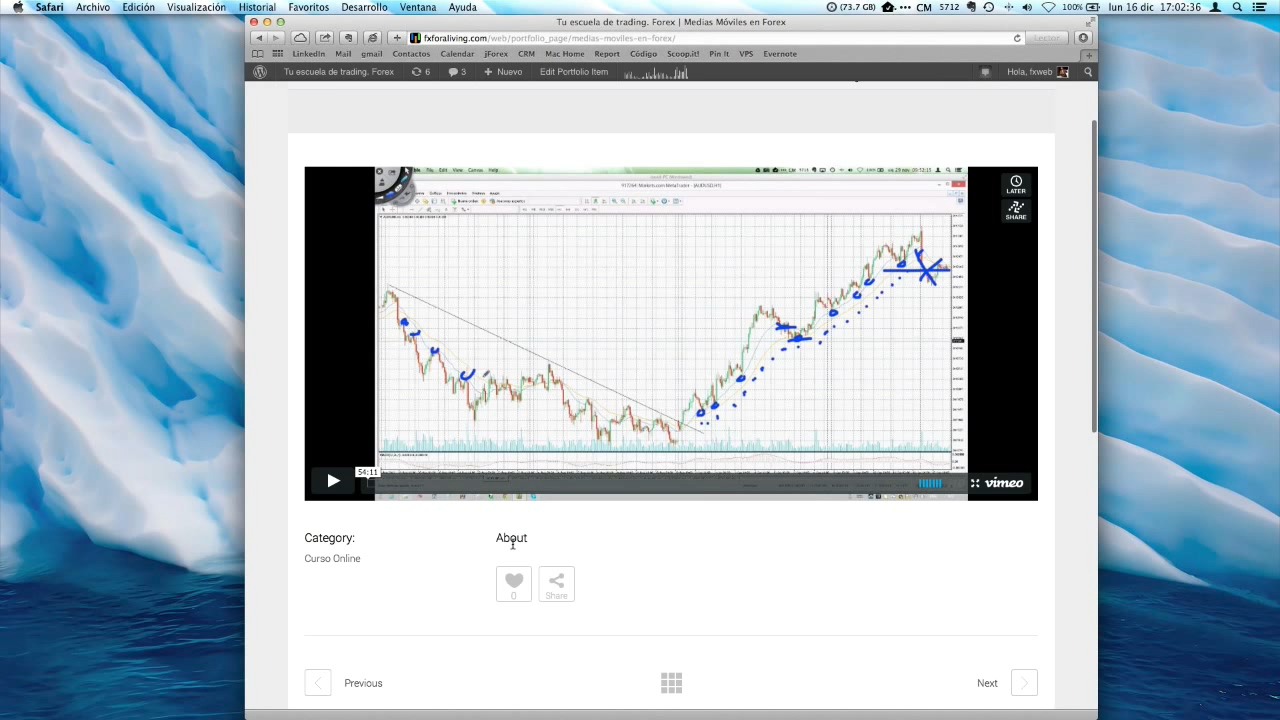 Safari Archivo Edición Visualización Historial Favoritos Desarrollo Ventana Ayuda (73.7 GB) CM 5712 100% lun 16 dic 17:02:36
Tu escuela de trading. Forex | Medias Móviles en Forex
fxforaliving.com/web/portfolio_page/medias-moviles-en-forex/ Lector
LinkedIn Mail gmail Contactos Calendar jForex CRM Mac Home Report Código Scoop.it! Pin It VPS Evernote
Tu escuela de trading. Forex 6 3 Nuevo Edit Portfolio Item Hola, fxweb
LATER
SHARE
54:11
vimeo
Category: About
Curso Online
0 Share
Previous Next